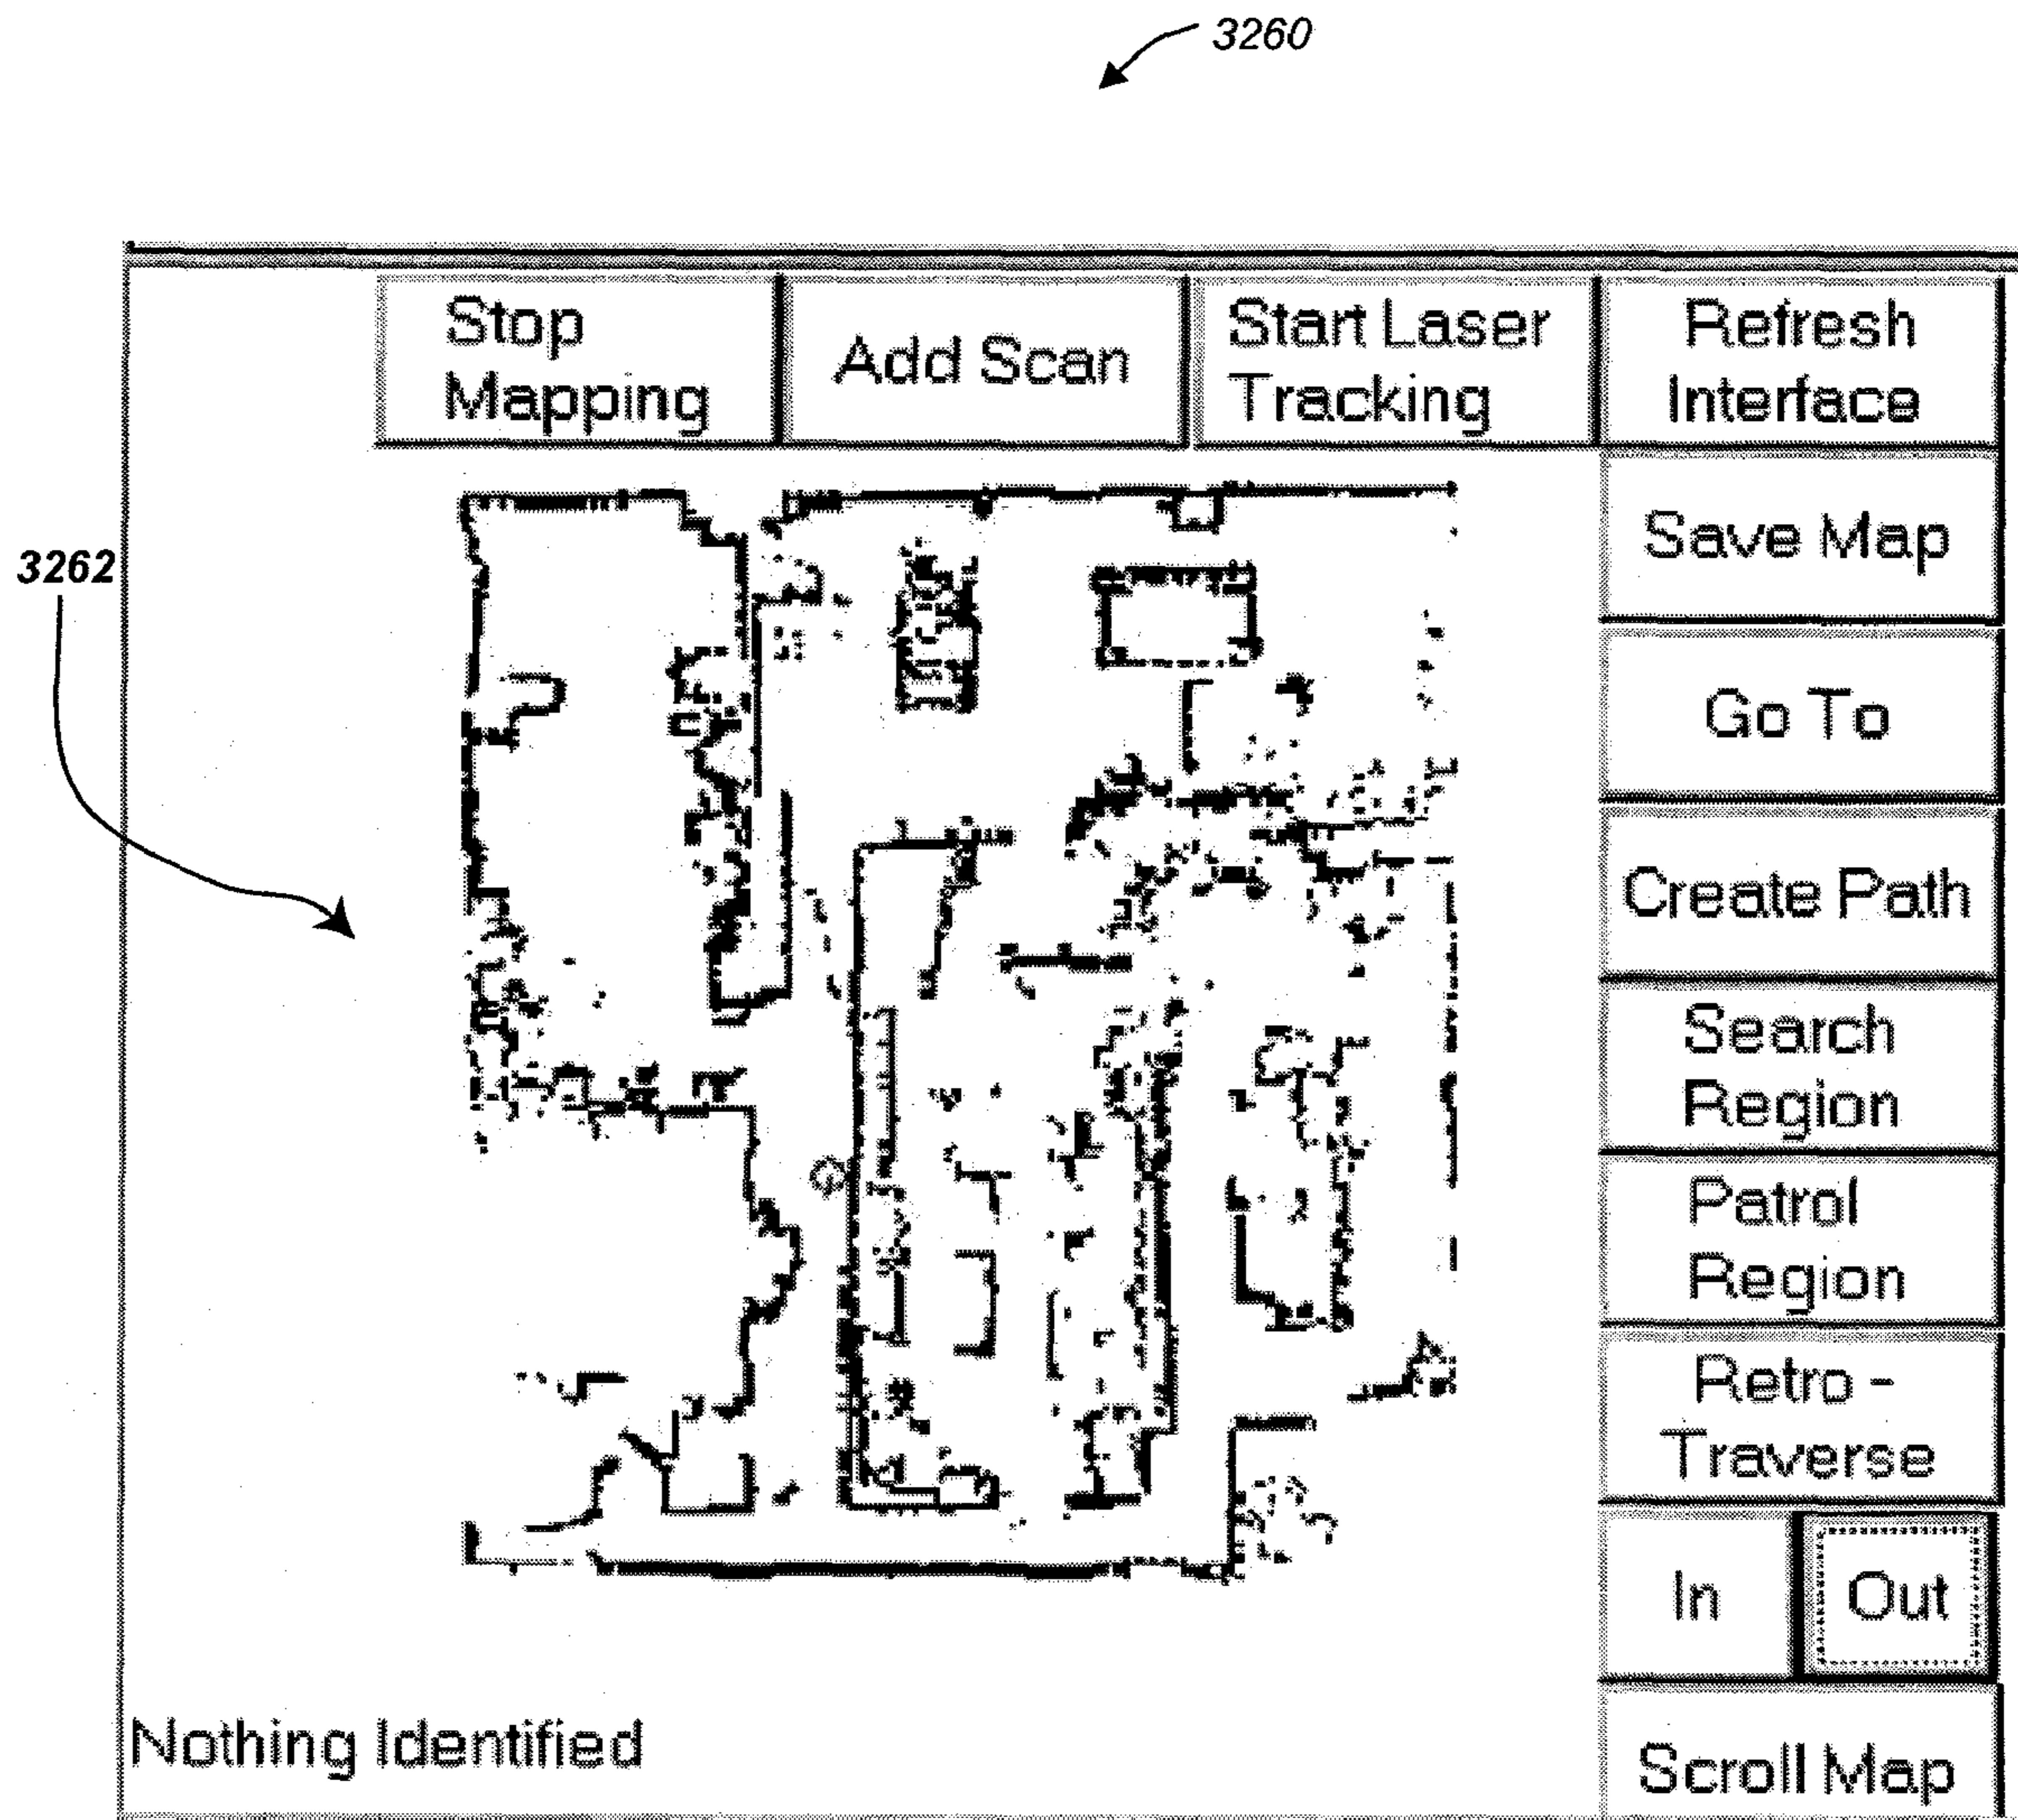 3260
Stop
Mapping
Add Scan
Start Laser
Tracking
Refresh
Interface
Save Map
3262
Go To
Create Path
Search
Region
Patrol
Region
Retro -
Traverse
In
Out
Nothing Identified
Scroll Map